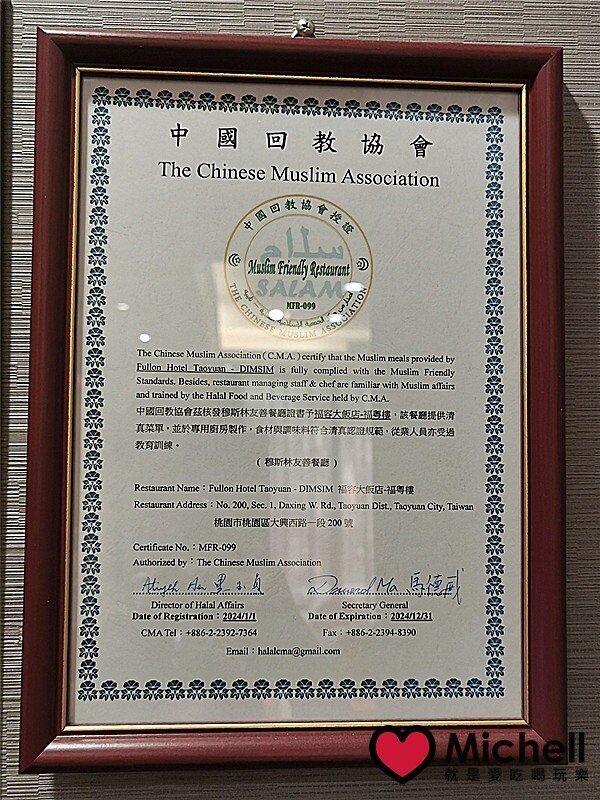 中國回教協會
The Chinese Muslim Association
中國回教協會授證
سلام
Muslim Friendly Restaurant
SALAM
MFR-099
THE CHINESE MUSLIM ASSOCIATION
The Chinese Muslim Association ( C.M.A. ) certify that the Muslim meals provided by
Fullon Hotel Taoyuan - DIMSIM is fully complied with the Muslim Friendly
Standards. Besides, restaurant managing staff & chef are familiar with Muslim affairs
and trained by the Halal Food and Beverage Service held by C.M.A.
中國回教協會茲核發穆斯林友善餐廳證書予福容大飯店-福粵樓，該餐廳提供清
真菜單，並於專用廚房製作，食材與調味料符合清真認證規範，從業人員亦受過
教育訓練。
（穆斯林友善餐廳）
Restaurant Name：Fullon Hotel Taoyuan - DIMSIM 福容大飯店-福粵樓
Restaurant Address：No. 200, Sec. 1, Daxing W. Rd., Taoyuan Dist., Taoyuan City, Taiwan
桃園市桃園區大興西路一段 200 號
Certificate No.：MFR-099
Authorized by：The Chinese Muslim Association
馬德威
Director of Halal Affairs Secretary General
Date of Registration：2024/1/1 Date of Expiration：2024/12/31
CMA Tel：+886-2-2392-7364 Fax：+886-2-2394-8390
Email：halalcma@gmail.com
Michell
就是愛吃喝玩樂